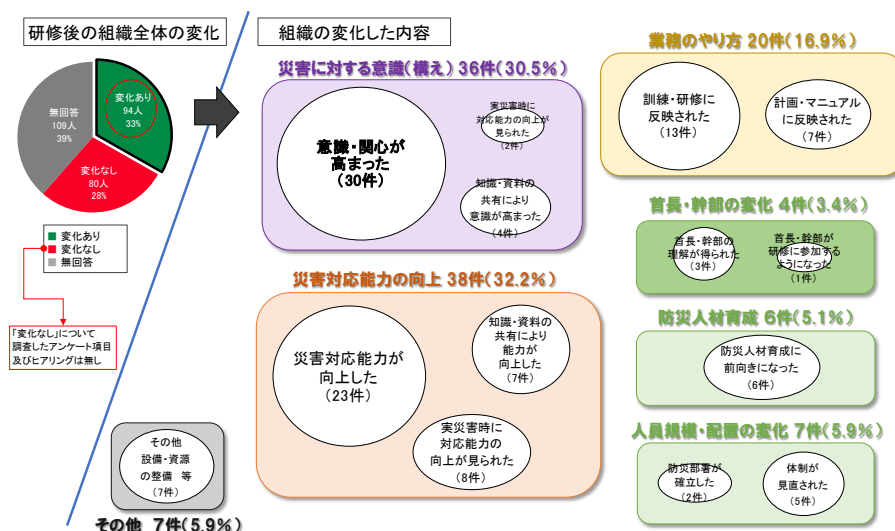 研修後の組織全体の変化
変化あり
94人
33%
変化なし
80人
28%
無回答
109人
39%
変化あり
変化なし
無回答
「変化なし」について
調査したアンケート項目
及びヒアリングは無し
組織の変化した内容
災害に対する意識(構え) 36件(30.5%)
意識・関心が
高まった
(30件)
実災害時に
対応能力の向上が
見られた
(2件)
知識・資料の
共有により
意識が高まった
(4件)
災害対応能力の向上 38件(32.2%)
災害対応能力が
向上した
(23件)
知識・資料の
共有により
能力が
向上した
(7件)
実災害時に
対応能力の
向上が見られた
(8件)
業務のやり方 20件(16.9%)
訓練・研修に
反映された
(13件)
計画・マニュアル
に反映された
(7件)
首長・幹部の変化 4件(3.4%)
首長・幹部の
理解が得られた
(3件)
首長・幹部が
研修に参加する
ようになった
(1件)
防災人材育成 6件(5.1%)
防災人材育成に
前向きになった
(6件)
人員規模・配置の変化 7件(5.9%)
防災部署が
確立した
(2件)
体制が
見直された
(5件)
その他
設備・資源
の整備 等
(7件)
その他 7件(5.9%)